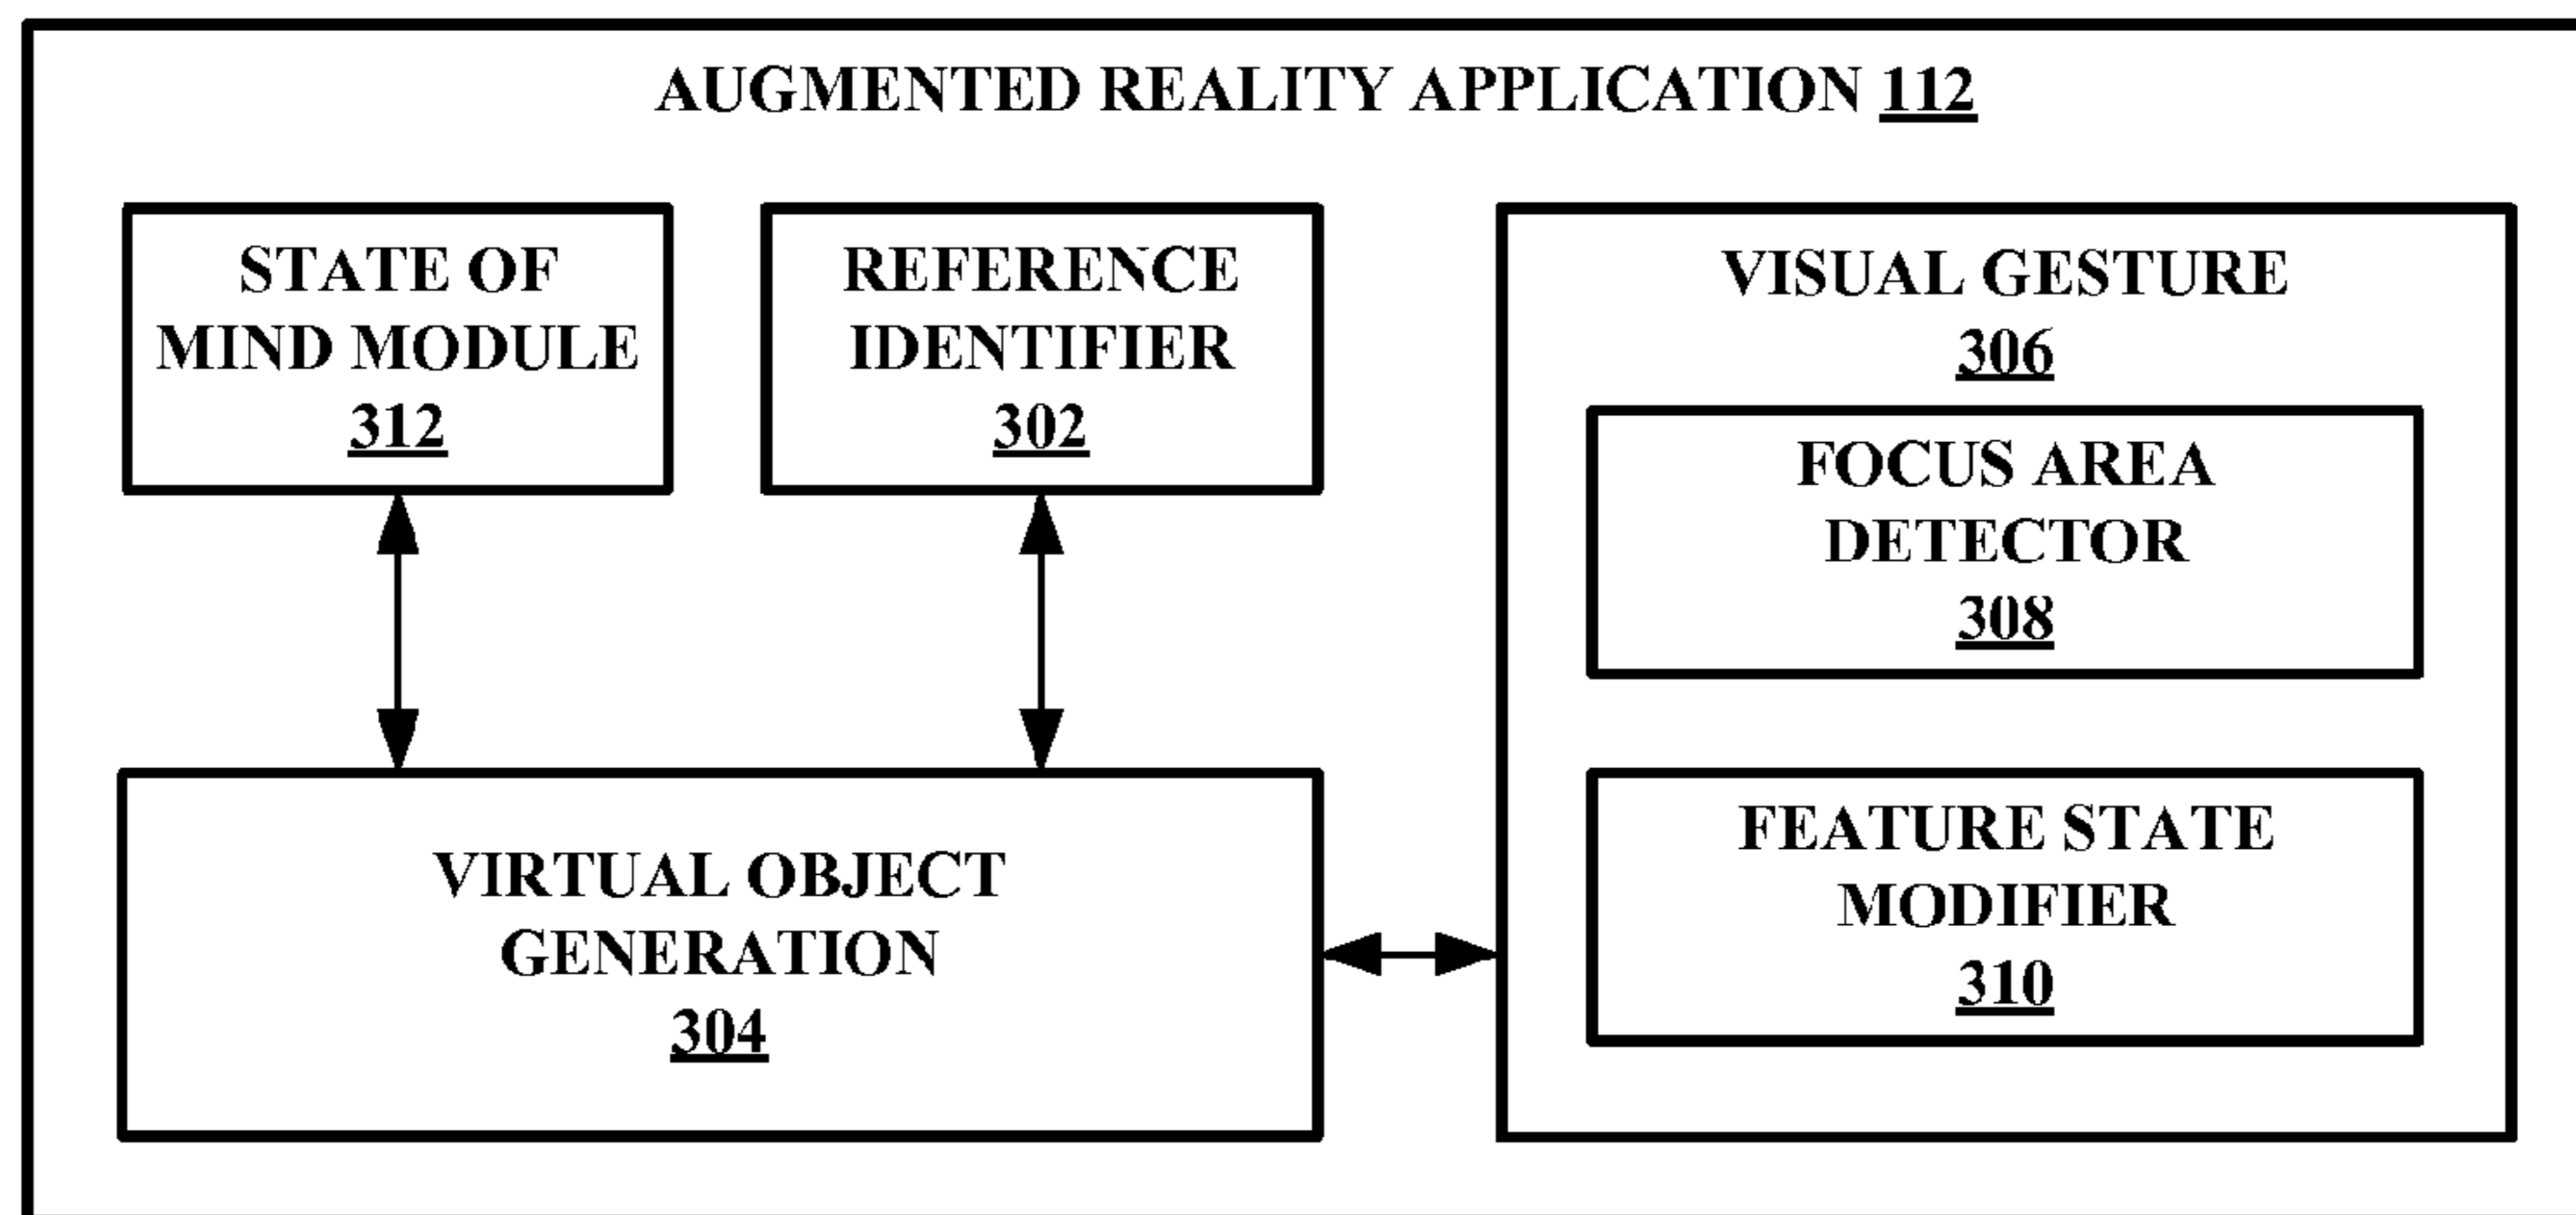 AUGMENTED REALITY APPLICATION 112
STATE OF
MIND MODULE
312
REFERENCE
IDENTIFIER
302
VISUAL GESTURE
306
FOCUS AREA
DETECTOR
308
FEATURE STATE
MODIFIER
310
VIRTUAL OBJECT
GENERATION
304